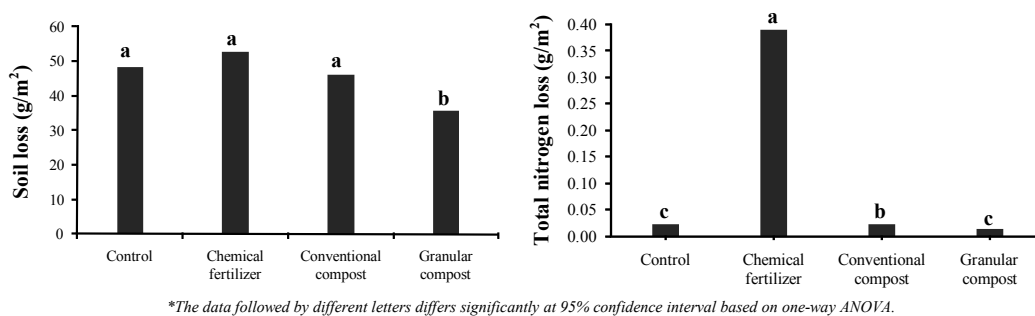 Soil loss (g/m²)
60
50
40
30
20
10
0
a
a
a
b
Control
Chemical
fertilizer
Conventional
compost
Granular
compost
Total nitrogen loss (g/m²)
0.40
0.35
0.30
0.25
0.20
0.15
0.10
0.05
0.00
c
a
b
c
Control
Chemical
fertilizer
Conventional
compost
Granular
compost
*The data followed by different letters differs significantly at 95% confidence interval based on one-way ANOVA.